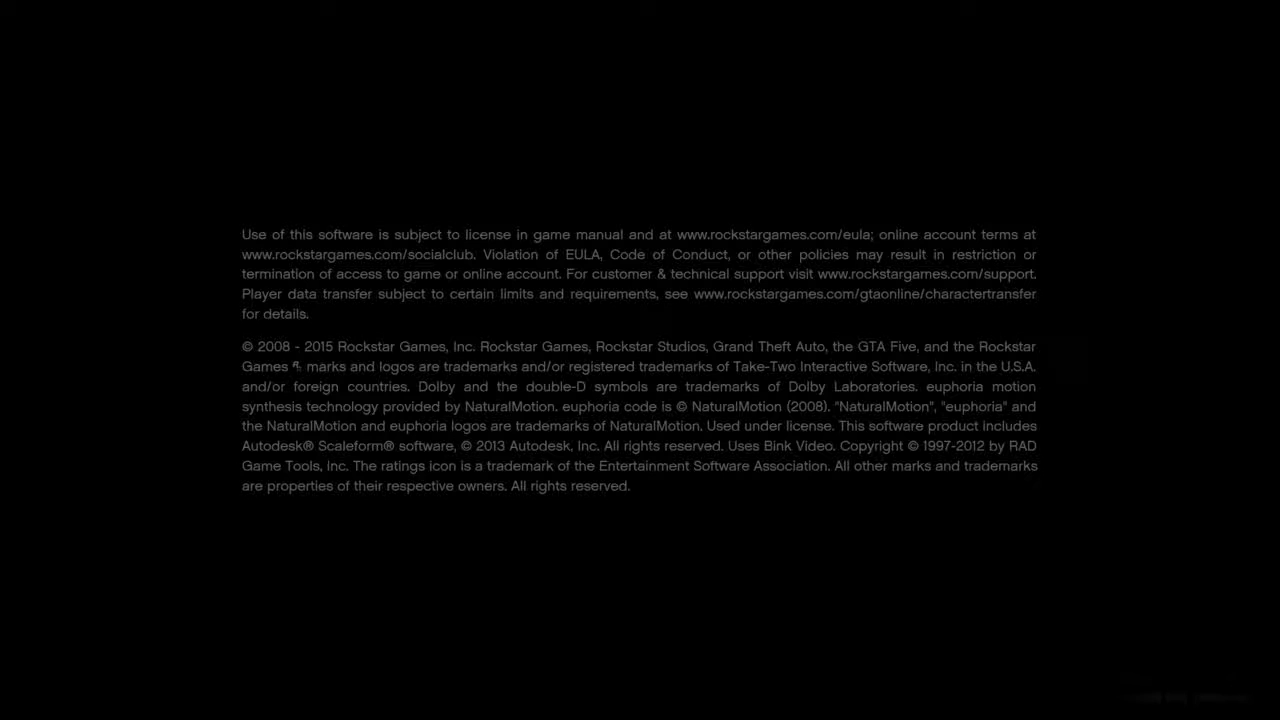 Use of this software is subject to license in game manual and at www.rockstargames.com/eula; online account terms at
www.rockstargames.com/socialclub. Violation of EULA, Code of Conduct, or other policies may result in restriction or
termination of access to game or online account. For customer & technical support visit www.rockstargames.com/support.
Player data transfer subject to certain limits and requirements, see www.rockstargames.com/gtaonline/charactertransfer
for details.
© 2008 - 2015 Rockstar Games, Inc. Rockstar Games, Rockstar Studios, Grand Theft Auto, the GTA Five, and the Rockstar
Games R* marks and logos are trademarks and/or registered trademarks of Take-Two Interactive Software, Inc. in the U.S.A.
and/or foreign countries. Dolby and the double-D symbols are trademarks of Dolby Laboratories. euphoria motion
synthesis technology provided by NaturalMotion. euphoria code is © NaturalMotion (2008). "NaturalMotion", "euphoria" and
the NaturalMotion and euphoria logos are trademarks of NaturalMotion. Used under license. This software product includes
Autodesk® Scaleform® software, © 2013 Autodesk, Inc. All rights reserved. Uses Bink Video. Copyright © 1997-2012 by RAD
Game Tools, Inc. The ratings icon is a trademark of the Entertainment Software Association. All other marks and trademarks
are properties of their respective owners. All rights reserved.